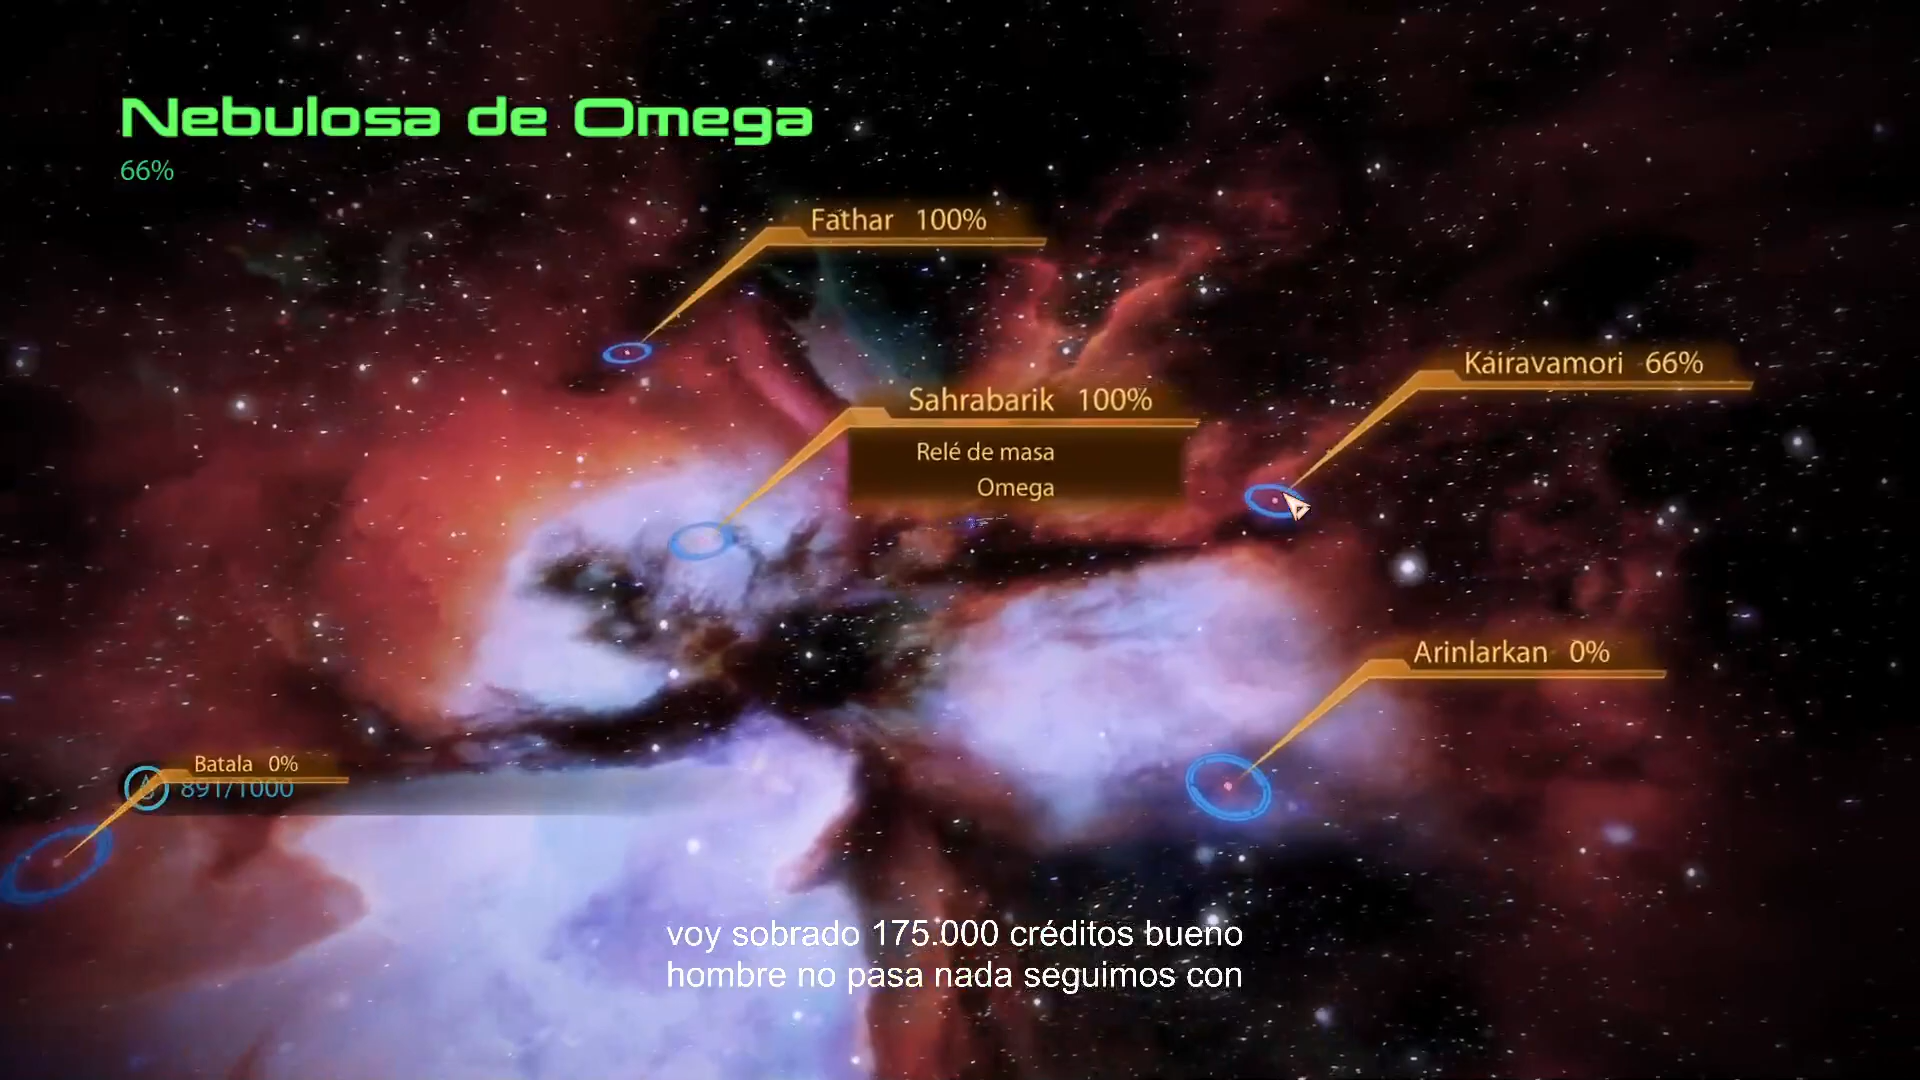 Nebulosa de Omega
66%
Fathar 100%
Kairavamori 66%
Sahrabarik 100%
Relé de masa
Omega
Arinlarkan 0%
Batala 0%
891/1000
voy sobrado 175.000 créditos bueno
hombre no pasa nada seguimos con